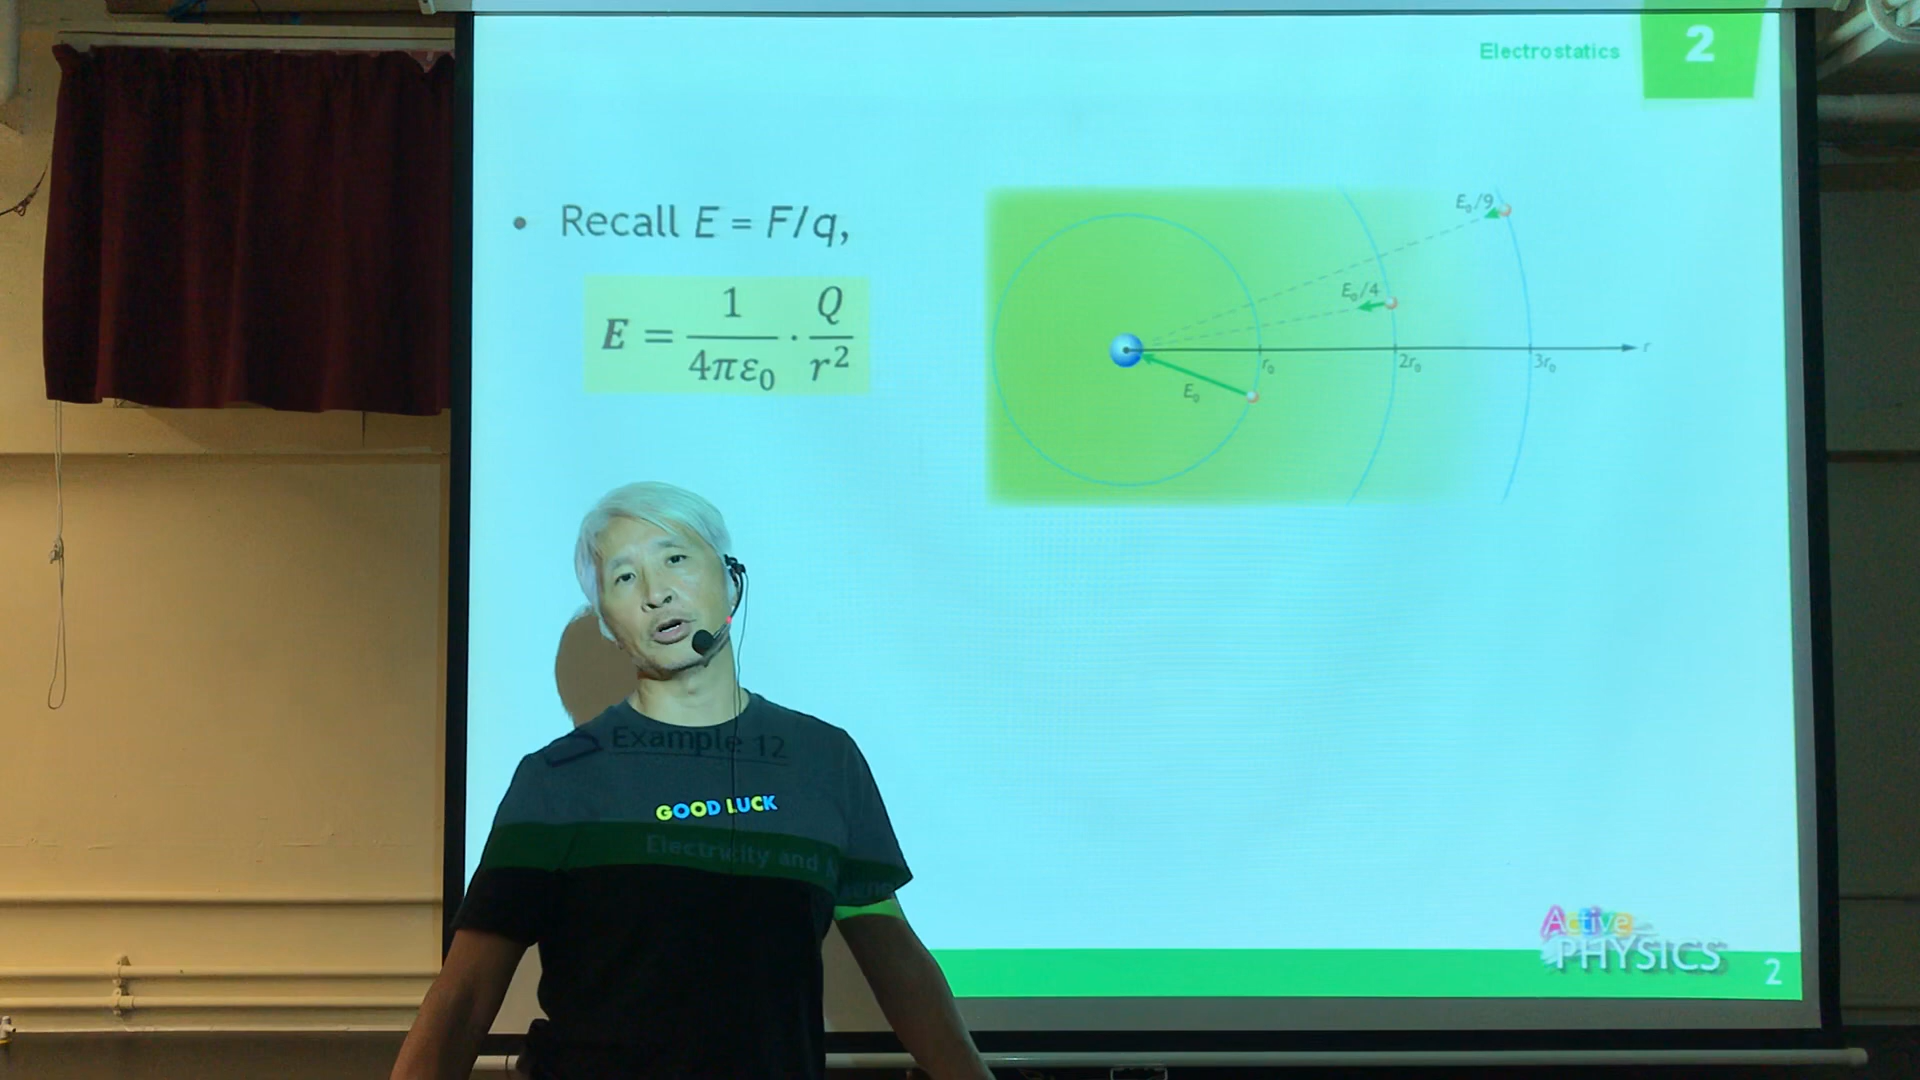 Electrostatics
2
• Recall E = F/q,
E = 1/4πε₀ · Q/r²
E₀/9
E₀/4
E₀
r₀
2r₀
3r₀
r
Example 12
GOOD LUCK
Electricity and
Active
PHYSICS
2